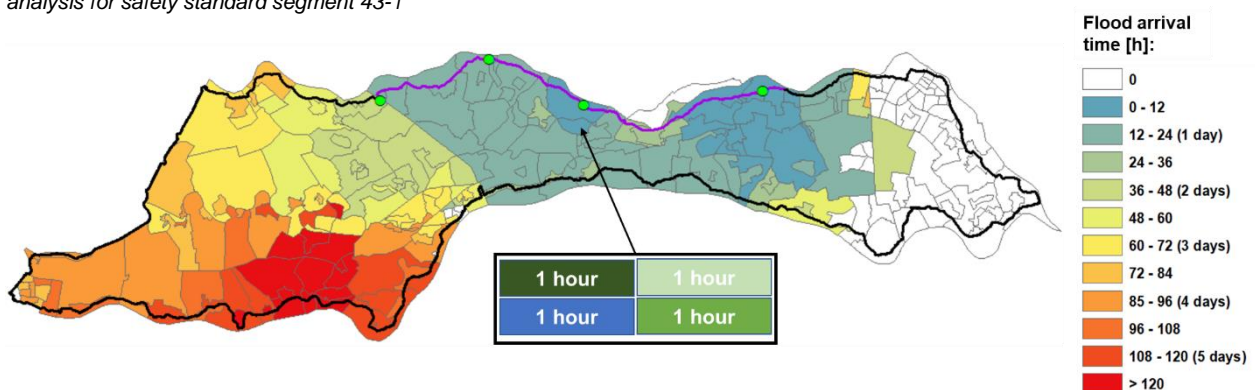 analysis for safety standard segment 43-1
Flood arrival
time [h]:
0
0 - 12
12 - 24 (1 day)
24 - 36
36 - 48 (2 days)
48 - 60
60 - 72 (3 days)
72 - 84
85 - 96 (4 days)
96 - 108
108 - 120 (5 days)
> 120
1 hour 1 hour
1 hour 1 hour